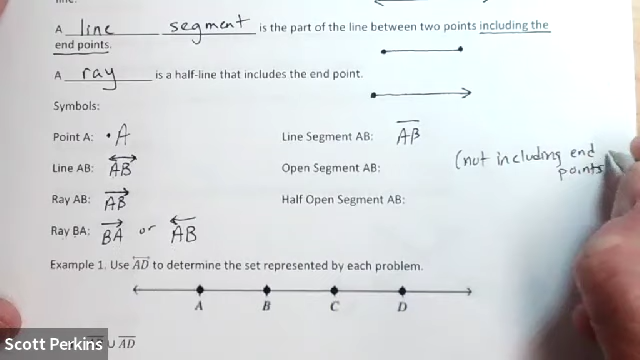 line.
A line segment is the part of the line between two points including the
end points.
A ray is a half-line that includes the end point.
Symbols:
Point A: • A
Line Segment AB: AB
Line AB: AB
Open Segment AB:
(not including end
points
Ray AB: AB
Half Open Segment AB:
Ray BA: BA or AB
Example 1. Use AD to determine the set represented by each problem.
A B C D
Scott Perkins
∪ AD